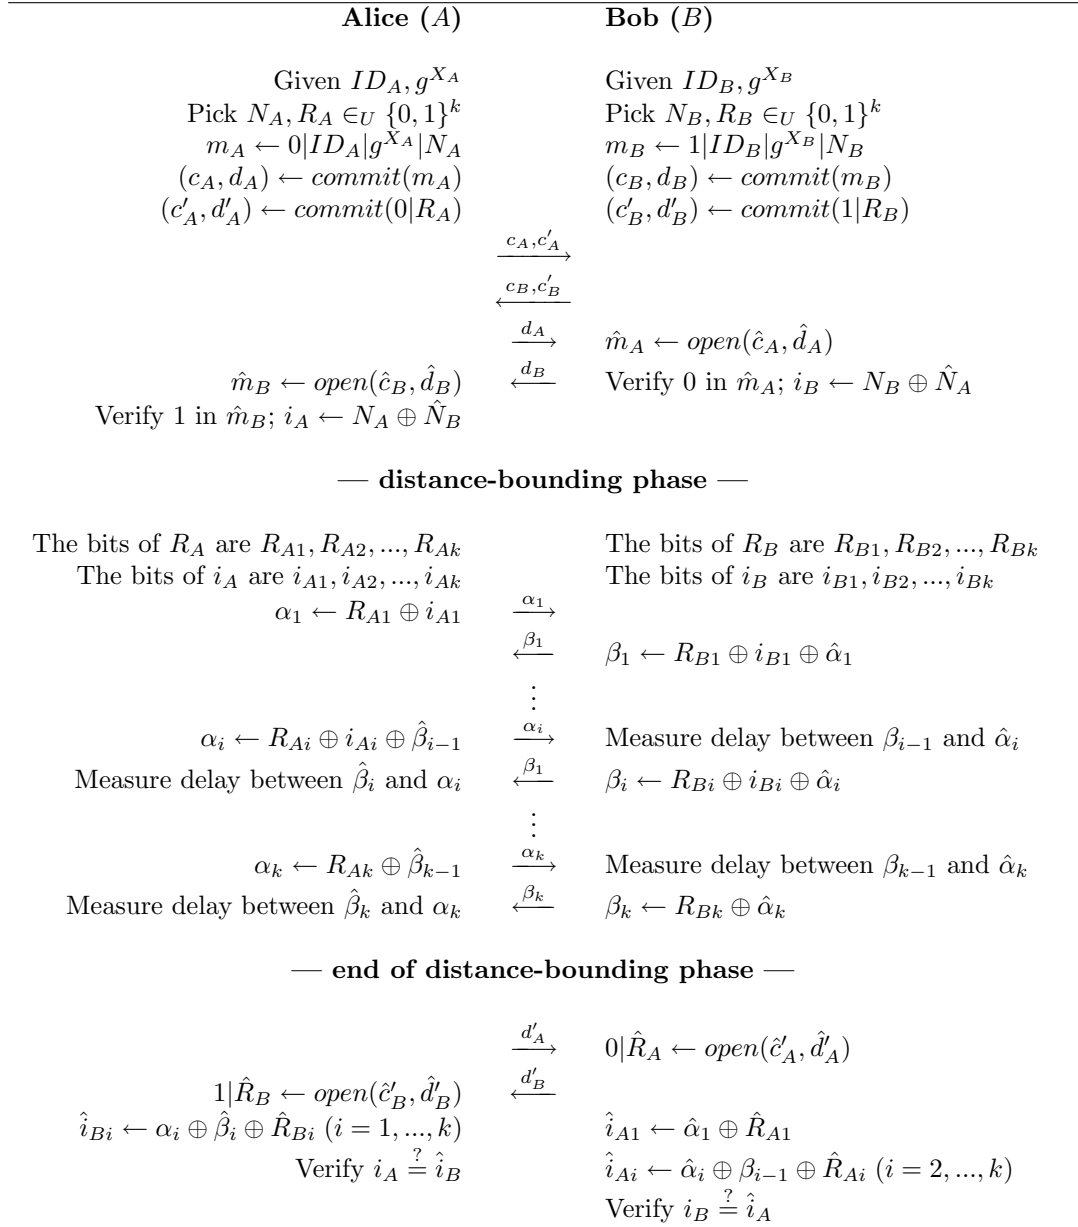 Alice (A) Bob (B)
Given ID_A, g^{X_A} Given ID_B, g^{X_B}
Pick N_A, R_A ∈_U {0, 1}^k Pick N_B, R_B ∈_U {0, 1}^k
m_A ← 0|ID_A|g^{X_A}|N_A m_B ← 1|ID_B|g^{X_B}|N_B
(c_A, d_A) ← commit(m_A) (c_B, d_B) ← commit(m_B)
(c′_A, d′_A) ← commit(0|R_A) (c′_B, d′_B) ← commit(1|R_B)
c_A, c′_A
c_B, c′_B
d_A m̂_A ← open(ĉ_A, d̂_A)
m̂_B ← open(ĉ_B, d̂_B) d_B Verify 0 in m̂_A; i_B ← N_B ⊕ N̂_A
Verify 1 in m̂_B; i_A ← N_A ⊕ N̂_B
— distance-bounding phase —
The bits of R_A are R_{A1}, R_{A2}, ..., R_{Ak} The bits of R_B are R_{B1}, R_{B2}, ..., R_{Bk}
The bits of i_A are i_{A1}, i_{A2}, ..., i_{Ak} The bits of i_B are i_{B1}, i_{B2}, ..., i_{Bk}
α_1 ← R_{A1} ⊕ i_{A1} α_1
β_1 β_1 ← R_{B1} ⊕ i_{B1} ⊕ α̂_1
⋮
α_i ← R_{Ai} ⊕ i_{Ai} ⊕ β̂_{i−1} α_i Measure delay between β_{i−1} and α̂_i
Measure delay between β̂_i and α_i β_1 β_i ← R_{Bi} ⊕ i_{Bi} ⊕ α̂_i
⋮
α_k ← R_{Ak} ⊕ β̂_{k−1} α_k Measure delay between β_{k−1} and α̂_k
Measure delay between β̂_k and α_k β_k β_k ← R_{Bk} ⊕ α̂_k
— end of distance-bounding phase —
d′_A 0|R̂_A ← open(ĉ′_A, d̂′_A)
1|R̂_B ← open(ĉ′_B, d̂′_B) d′_B
î_{Bi} ← α_i ⊕ β̂_i ⊕ R̂_{Bi} (i = 1, ..., k) î_{A1} ← α̂_1 ⊕ R̂_{A1}
Verify i_A ≟ î_B î_{Ai} ← α̂_i ⊕ β_{i−1} ⊕ R̂_{Ai} (i = 2, ..., k)
Verify i_B ≟ î_A